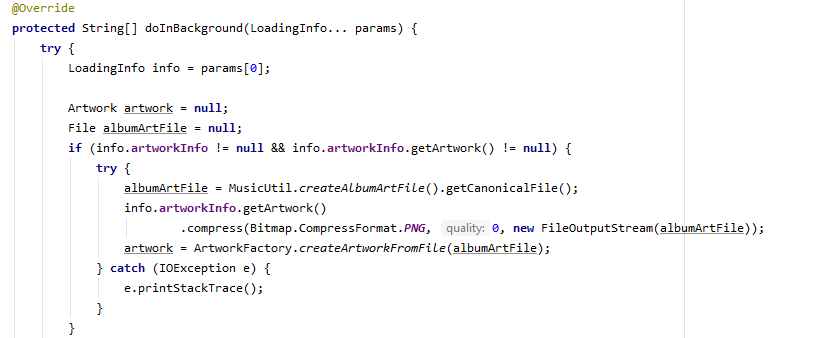 @Override
protected String[] doInBackground(LoadingInfo... params) {
    try {
        LoadingInfo info = params[0];

        Artwork artwork = null;
        File albumArtFile = null;
        if (info.artworkInfo != null && info.artworkInfo.getArtwork() != null) {
            try {
                albumArtFile = MusicUtil.createAlbumArtFile().getCanonicalFile();
                info.artworkInfo.getArtwork()
                        .compress(Bitmap.CompressFormat.PNG, quality: 0, new FileOutputStream(albumArtFile));
                artwork = ArtworkFactory.createArtworkFromFile(albumArtFile);
            } catch (IOException e) {
                e.printStackTrace();
            }
        }